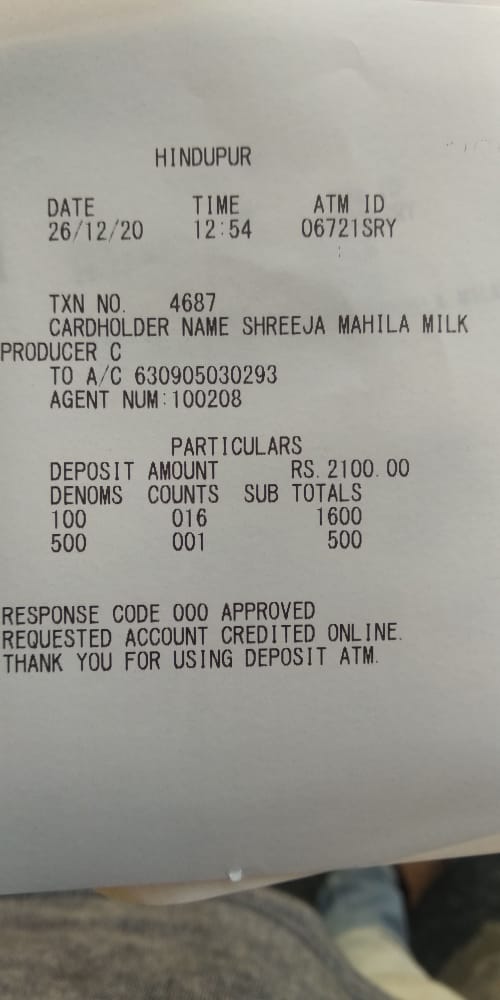 HINDUPUR
DATE TIME ATM ID
26/12/20 12:54 06721SRY
TXN NO. 4687
CARDHOLDER NAME SHREEJA MAHILA MILK
PRODUCER C
TO A/C 630905030293
AGENT NUM:100208
PARTICULARS
DEPOSIT AMOUNT RS.2100.00
DENOMS COUNTS SUB TOTALS
100 016 1600
500 001 500
RESPONSE CODE 000 APPROVED
REQUESTED ACCOUNT CREDITED ONLINE.
THANK YOU FOR USING DEPOSIT ATM.